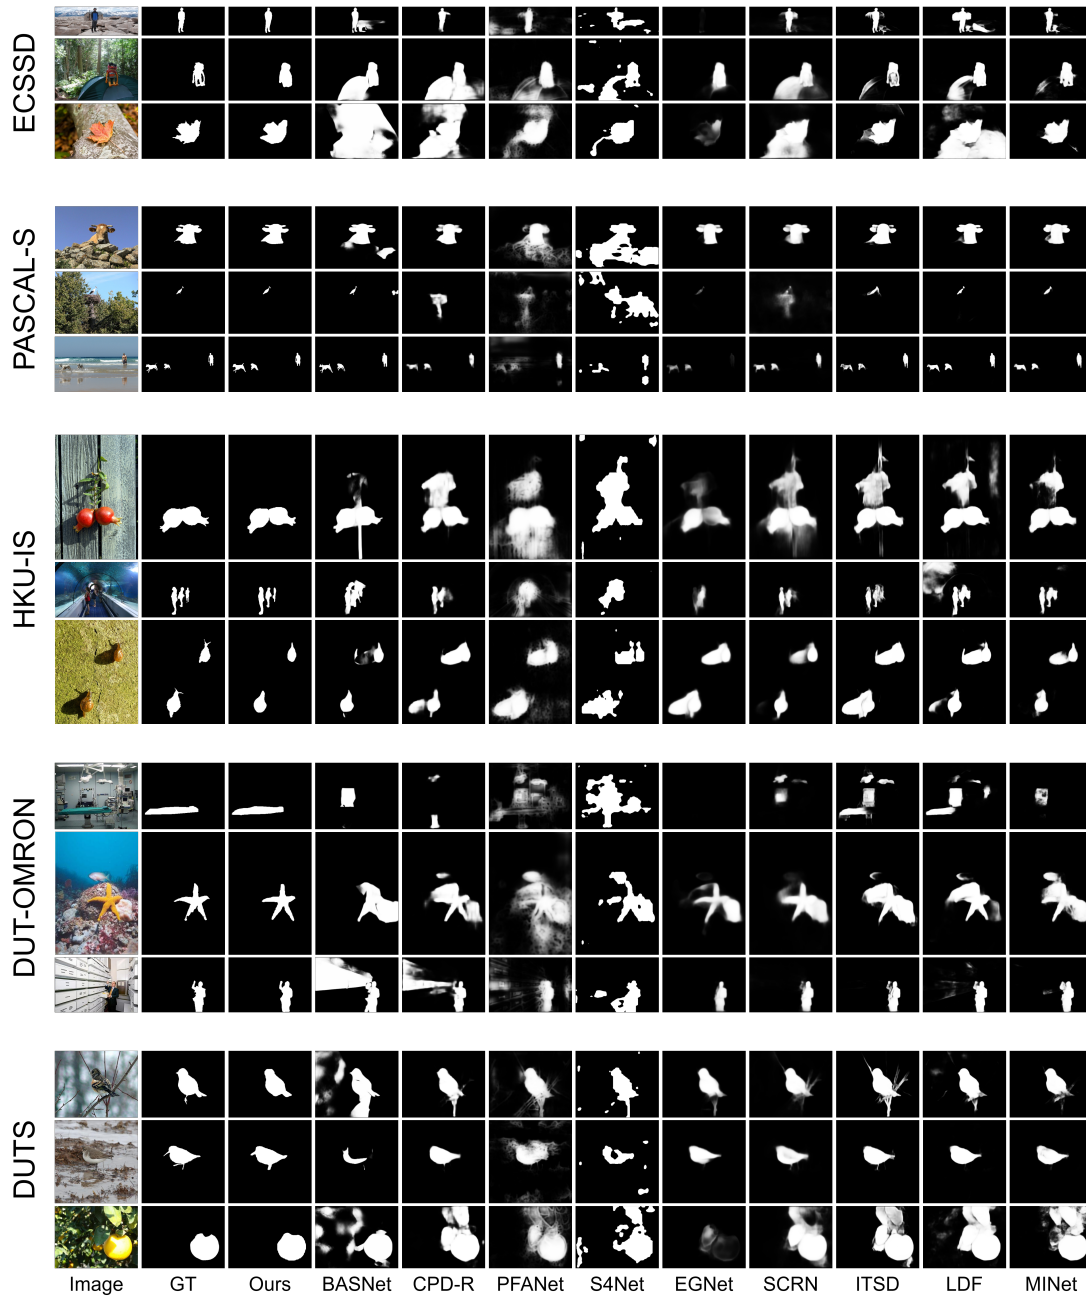 ECSSD
PASCAL-S
HKU-IS
DUT-OMRON
DUTS
Image GT Ours BASNet CPD-R PFANet S4Net EGNet SCRN ITSD LDF MINet